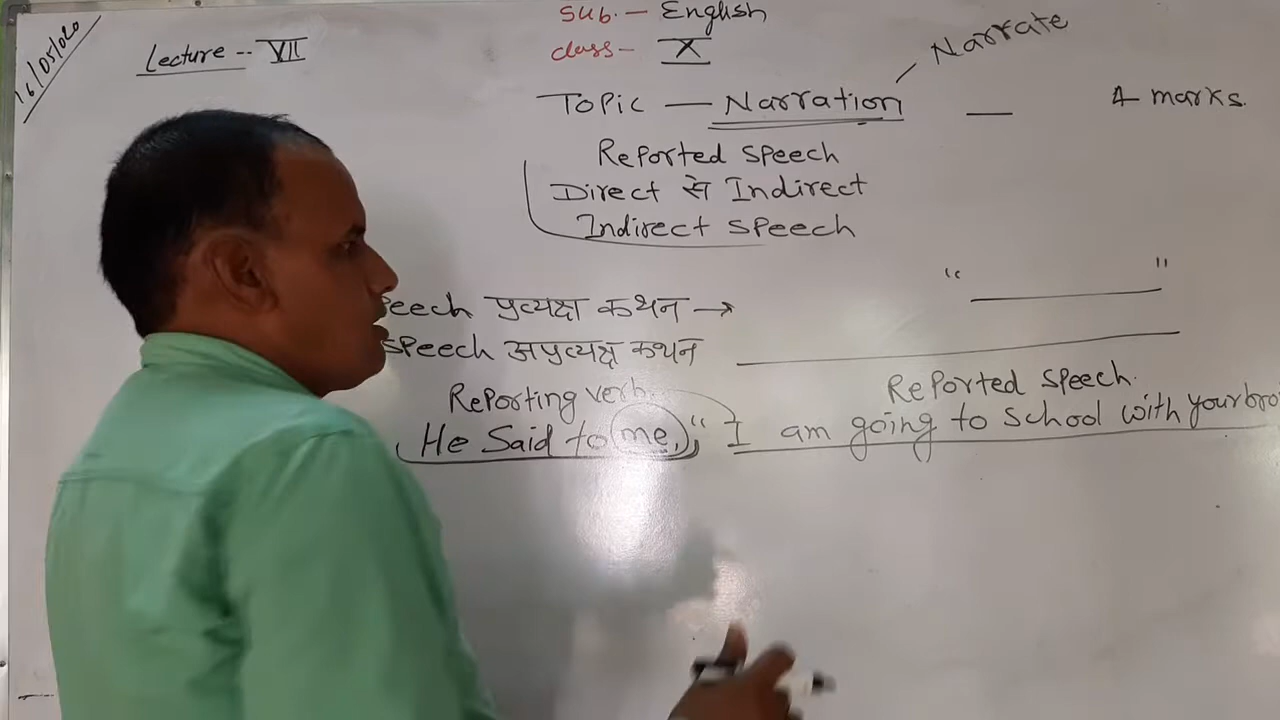 16/05/020
Lecture -- VII
Sub. - English
Class - X
Narrate
Topic — Narration — 4 marks.
Reported Speech
Direct से Indirect
Indirect Speech
peech प्रत्यक्ष कथन → " "
speech अप्रत्यक्ष कथन
Reporting verb. Reported Speech.
He Said to me, " I am going to School with your bro